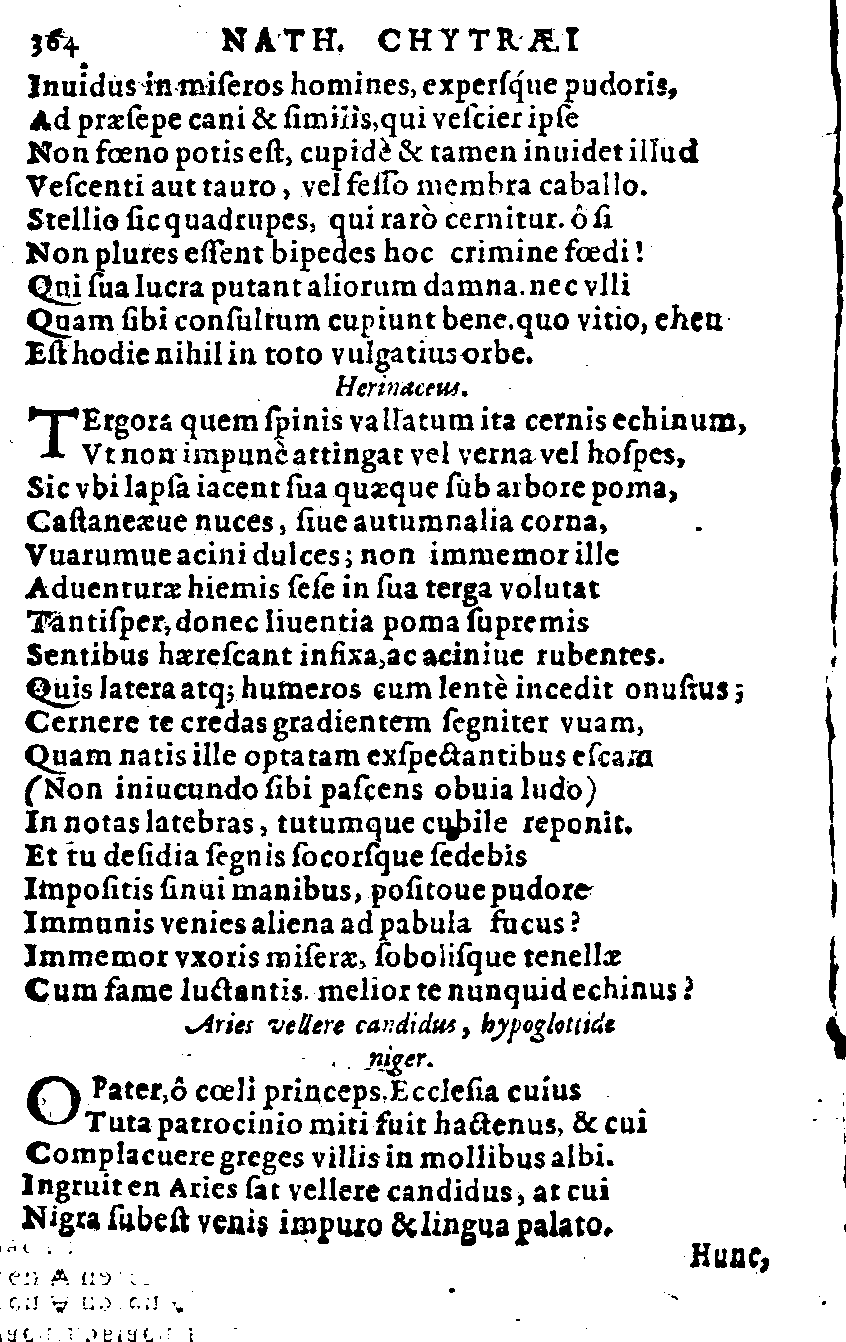 364 NATH. CHYTRÆI
Inuidus in miſeros homines, experſq́ue pudoris,
Ad præſepe cani & ſimilis, qui veſcier ipſe
Non fœno potis eſt, cupidè & tamen inuidet illud
Veſcenti aut tauro, vel feſſo membra caballo.
Stellio ſic quadrupes, qui rarò cernitur. ô ſi
Non plures eſſent bipedes hoc crimine fœdi!
Qui ſua lucra putant aliorum damna. nec vlli
Quam ſibi conſultum cupiunt bene. quo vitio, eheu
Eſt hodie nihil in toto vulgatius orbe.
Herinaceus.
TErgora quem ſpinis vallatum ita cernis echinum,
Vt non impunè attingat vel verna vel hoſpes,
Sic vbi lapſa iacent ſua quæque ſub arbore poma,
Caſtaneæue nuces, ſiue autumnalia corna,
Vuarumue acini dulces; non immemor ille
Aduenturæ hiemis ſeſe in ſua terga volutat
Tantiſper, donec liuentia poma ſupremis
Sentibus hæreſcant infixa, ac aciniue rubentes.
Quis latera atq; humeros cum lentè incedit onuſtus;
Cernere te credas gradientem ſegniter vuam,
Quam natis ille optatam exſpectantibus eſcam
(Non iniucundo ſibi paſcens obuia ludo)
In notas latebras, tutumque cubile reponit.
Et tu deſidia ſegnis ſocorſque ſedebis
Impoſitis ſinui manibus, poſitoue pudore
Immunis venies aliena ad pabula fucus?
Immemor vxoris miſeræ, ſoboliſque tenellæ
Cum fame luctantis. melior te nunquid echinus?
Aries vellere candidus, hypoglottide
niger.
O Pater, ô cœli princeps, Eccleſia cuius
Tuta patrocinio miti fuit hactenus, & cui
Complacuere greges villis in mollibus albi.
Ingruit en Aries ſat vellere candidus, at cui
Nigra ſubeſt venis impuro & lingua palato.
Hunc,